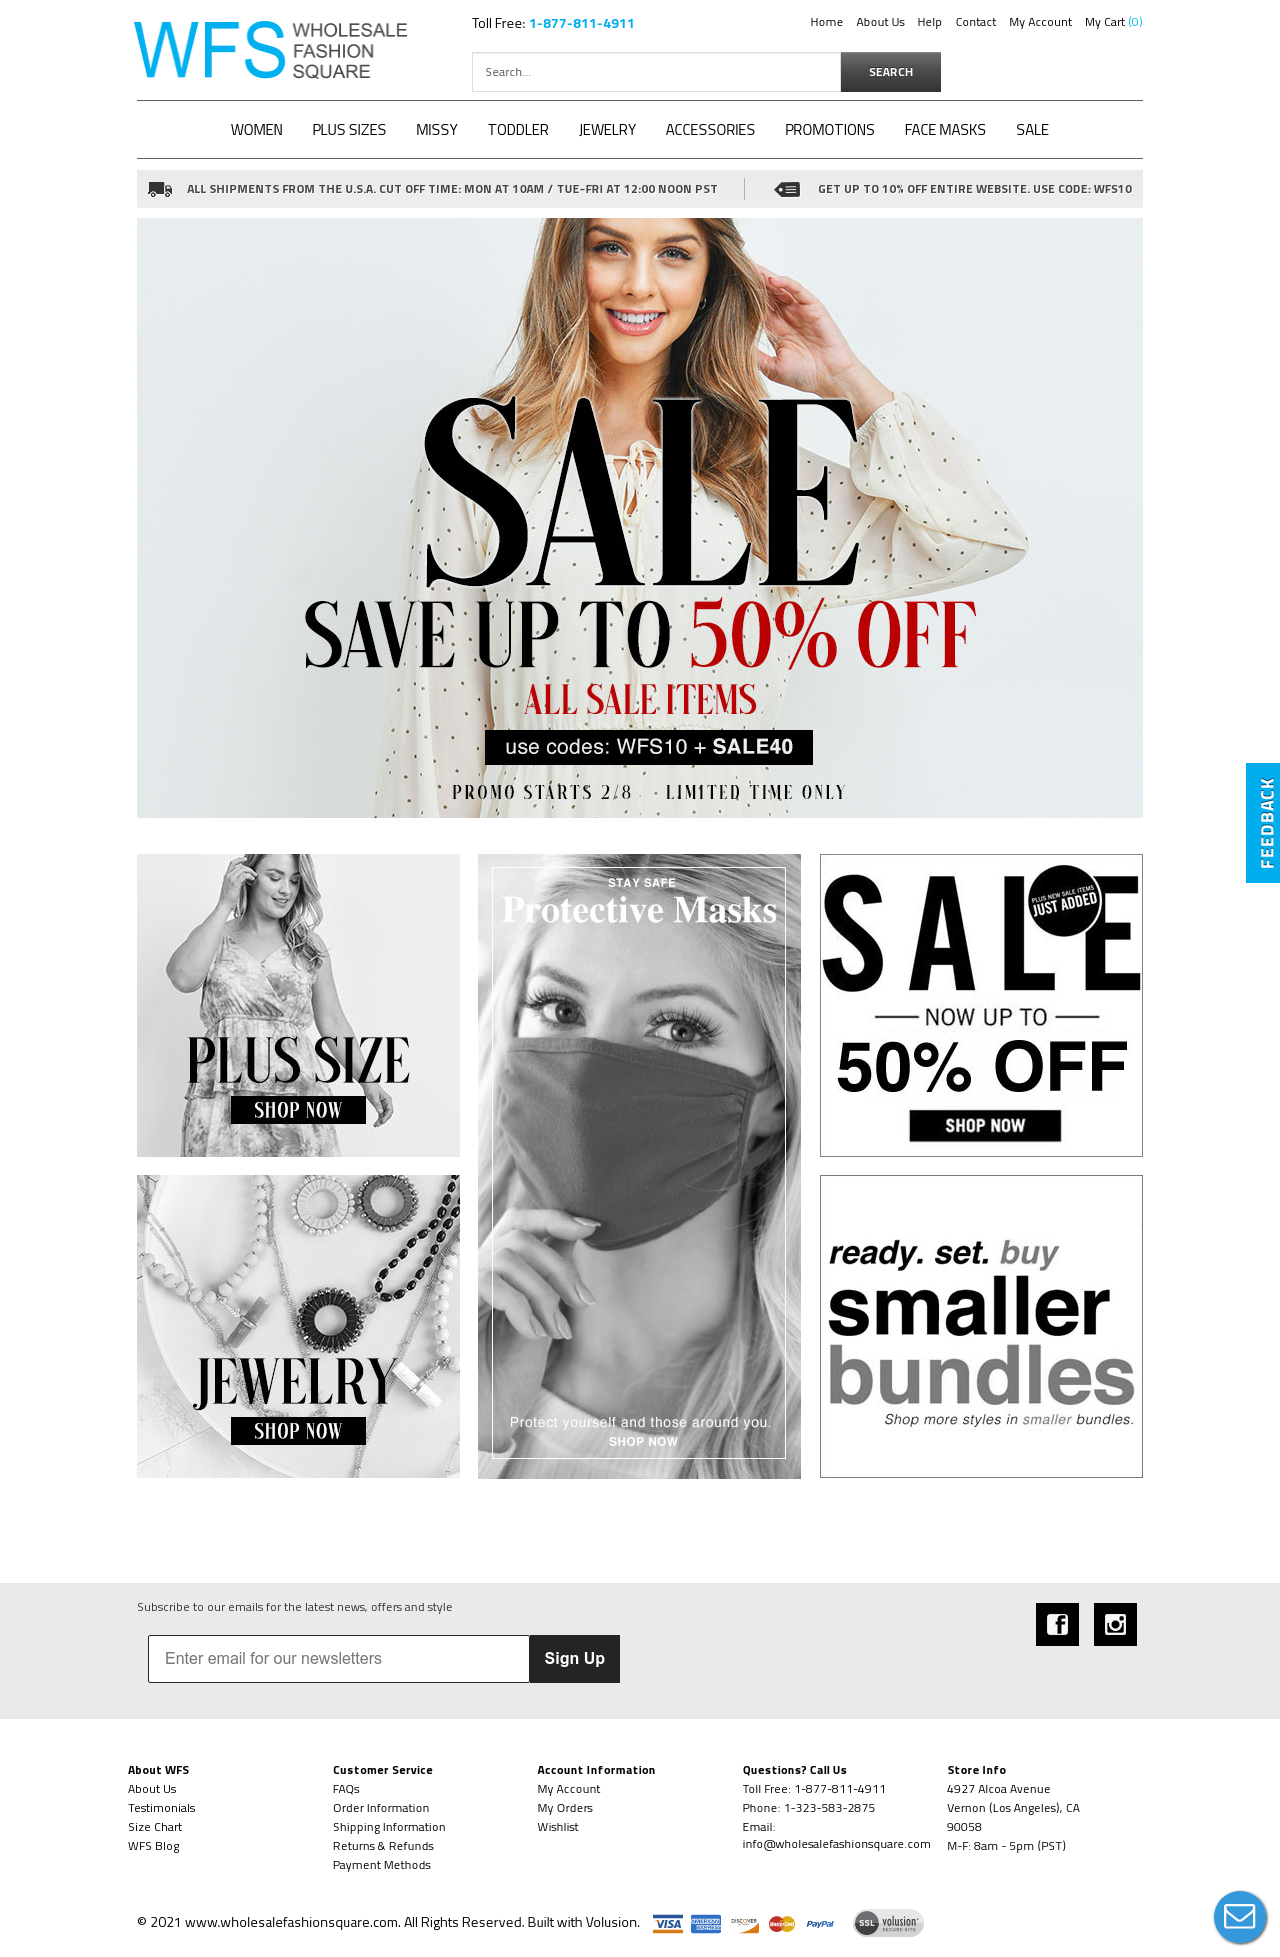 WFS WHOLESALE
FASHION
SQUARE
Toll Free: 1-877-811-4911
Home About Us Help Contact My Account My Cart (0)
Search...
SEARCH
WOMEN PLUS SIZES MISSY TODDLER JEWELRY ACCESSORIES PROMOTIONS FACE MASKS SALE
ALL SHIPMENTS FROM THE U.S.A. CUT OFF TIME: MON AT 10AM / TUE-FRI AT 12:00 NOON PST
GET UP TO 10% OFF ENTIRE WEBSITE. USE CODE: WFS10
SALE
SAVE UP TO 50% OFF
ALL SALE ITEMS
use codes: WFS10 + SALE40
PROMO STARTS 2/8 LIMITED TIME ONLY
FEEDBACK
PLUS SIZE
SHOP NOW
JEWELRY
SHOP NOW
STAY SAFE
Protective Masks
Protect yourself and those around you.
SHOP NOW
SALE
PLUS NEW SALE ITEMS
JUST ADDED
NOW UP TO
50% OFF
SHOP NOW
ready. set. buy
smaller
bundles
Shop more styles in smaller bundles.
Subscribe to our emails for the latest news, offers and style
Enter email for our newsletters
Sign Up
About WFS
About Us
Testimonials
Size Chart
WFS Blog
Customer Service
FAQs
Order Information
Shipping Information
Returns & Refunds
Payment Methods
Account Information
My Account
My Orders
Wishlist
Questions? Call Us
Toll Free: 1-877-811-4911
Phone: 1-323-583-2875
Email:
info@wholesalefashionsquare.com
Store Info
4927 Alcoa Avenue
Vernon (Los Angeles), CA
90058
M-F: 8am - 5pm (PST)
© 2021 www.wholesalefashionsquare.com. All Rights Reserved. Built with Volusion.
VISA
AMERICAN EXPRESS
DISCOVER
MasterCard
PayPal
SSL volusion
SECURE SITE